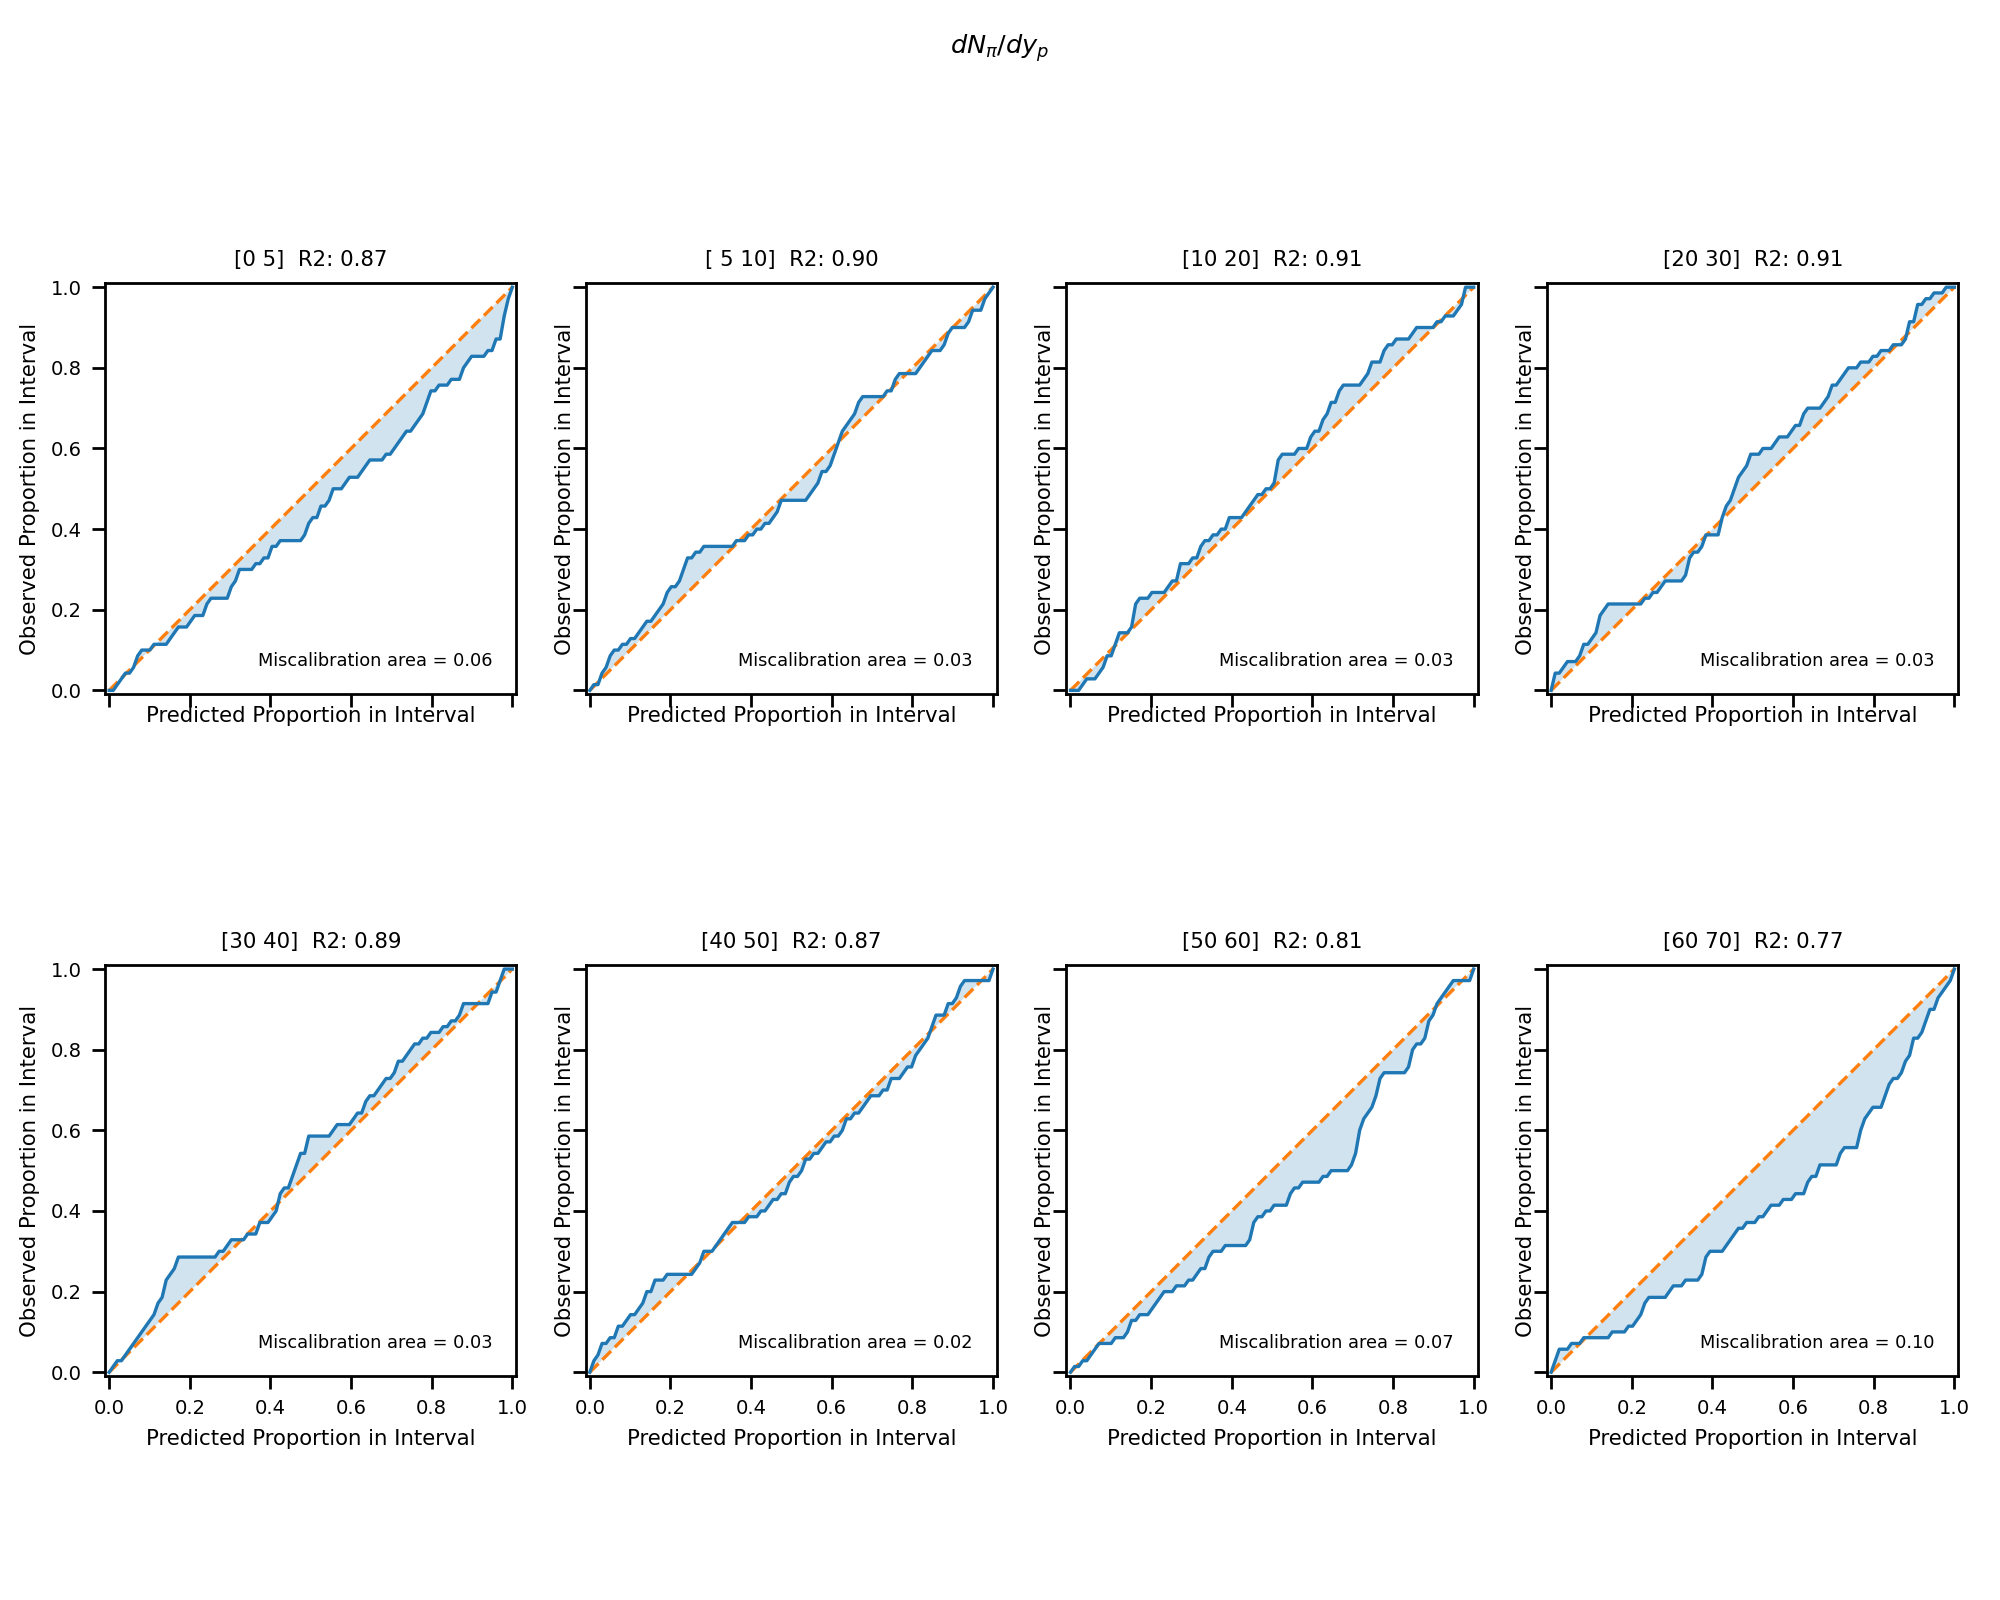 dNπ/dyp
[0 5]  R2: 0.87
[ 5 10]  R2: 0.90
[10 20]  R2: 0.91
[20 30]  R2: 0.91
Observed Proportion in Interval
1.0
0.8
0.6
0.4
0.2
0.0
Miscalibration area = 0.06
Predicted Proportion in Interval
Observed Proportion in Interval
Miscalibration area = 0.03
Predicted Proportion in Interval
Observed Proportion in Interval
Miscalibration area = 0.03
Predicted Proportion in Interval
Observed Proportion in Interval
Miscalibration area = 0.03
Predicted Proportion in Interval
[30 40]  R2: 0.89
[40 50]  R2: 0.87
[50 60]  R2: 0.81
[60 70]  R2: 0.77
Observed Proportion in Interval
1.0
0.8
0.6
0.4
0.2
0.0
Miscalibration area = 0.03
0.0 0.2 0.4 0.6 0.8 1.0
Predicted Proportion in Interval
Observed Proportion in Interval
Miscalibration area = 0.02
0.0 0.2 0.4 0.6 0.8 1.0
Predicted Proportion in Interval
Observed Proportion in Interval
Miscalibration area = 0.07
0.0 0.2 0.4 0.6 0.8 1.0
Predicted Proportion in Interval
Observed Proportion in Interval
Miscalibration area = 0.10
0.0 0.2 0.4 0.6 0.8 1.0
Predicted Proportion in Interval